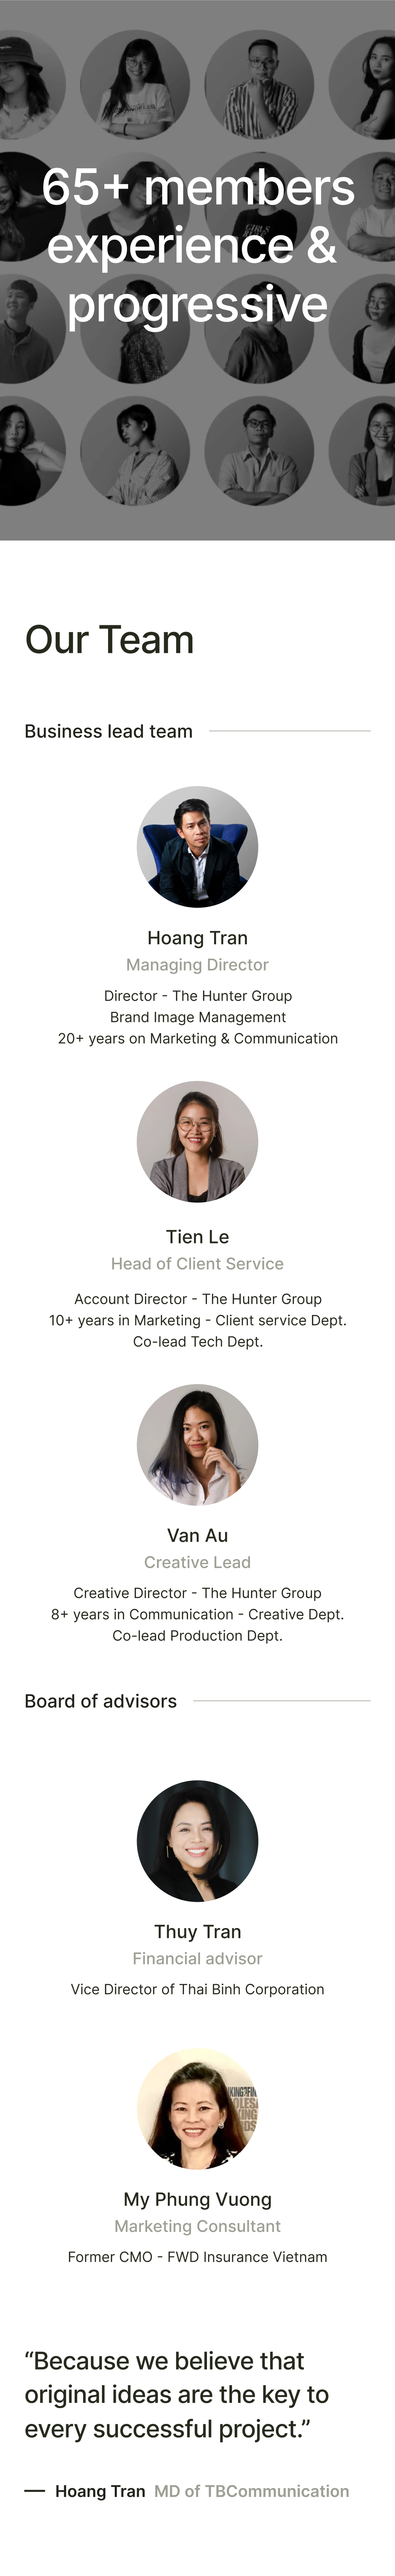 65+ members
experience &
progressive
Our Team
Business lead team
Hoang Tran
Managing Director
Director - The Hunter Group
Brand Image Management
20+ years on Marketing & Communication
Tien Le
Head of Client Service
Account Director - The Hunter Group
10+ years in Marketing - Client service Dept.
Co-lead Tech Dept.
Van Au
Creative Lead
Creative Director - The Hunter Group
8+ years in Communication - Creative Dept.
Co-lead Production Dept.
Board of advisors
Thuy Tran
Financial advisor
Vice Director of Thai Binh Corporation
My Phung Vuong
Marketing Consultant
Former CMO - FWD Insurance Vietnam
“Because we believe that
original ideas are the key to
every successful project.”
Hoang Tran MD of TBCommunication